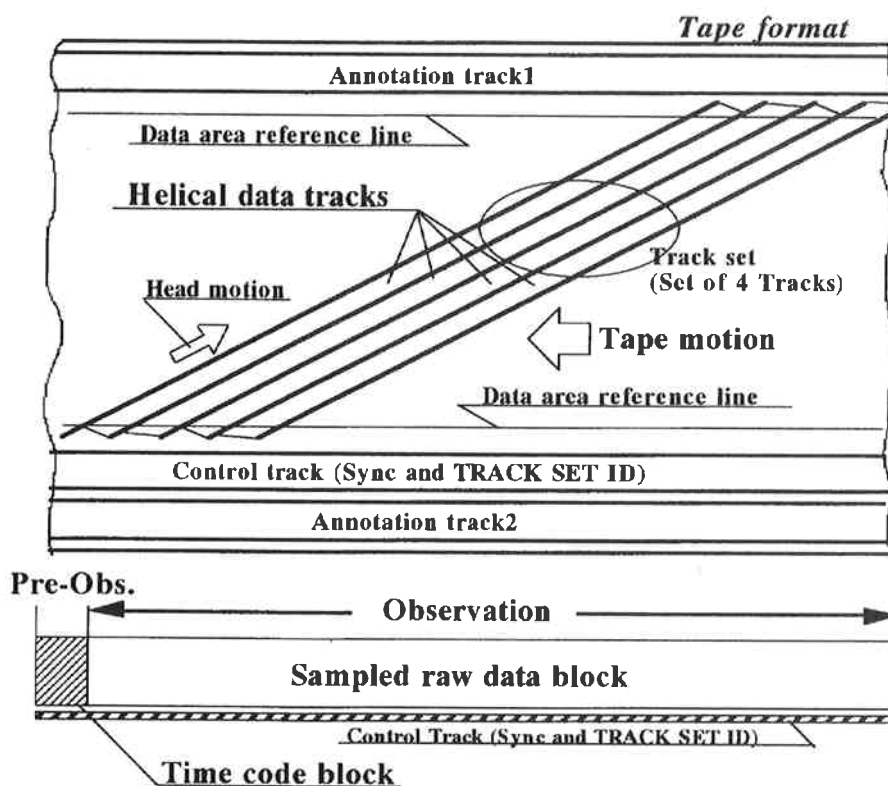 Tape format
Annotation track1
Data area reference line
Helical data tracks
Track set
(Set of 4 Tracks)
Head motion
Tape motion
Data area reference line
Control track (Sync and TRACK SET ID)
Annotation track2
Pre-Obs.
Observation
Sampled raw data block
Control Track (Sync and TRACK SET ID)
Time code block